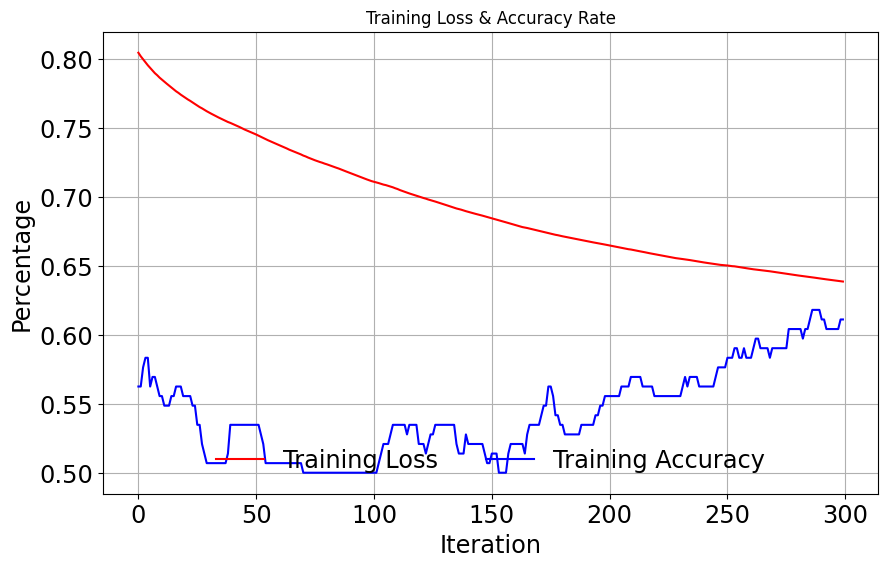 Training Loss & Accuracy Rate
Percentage
0.80
0.75
0.70
0.65
0.60
0.55
0.50
Training Loss Training Accuracy
0 50 100 150 200 250 300
Iteration